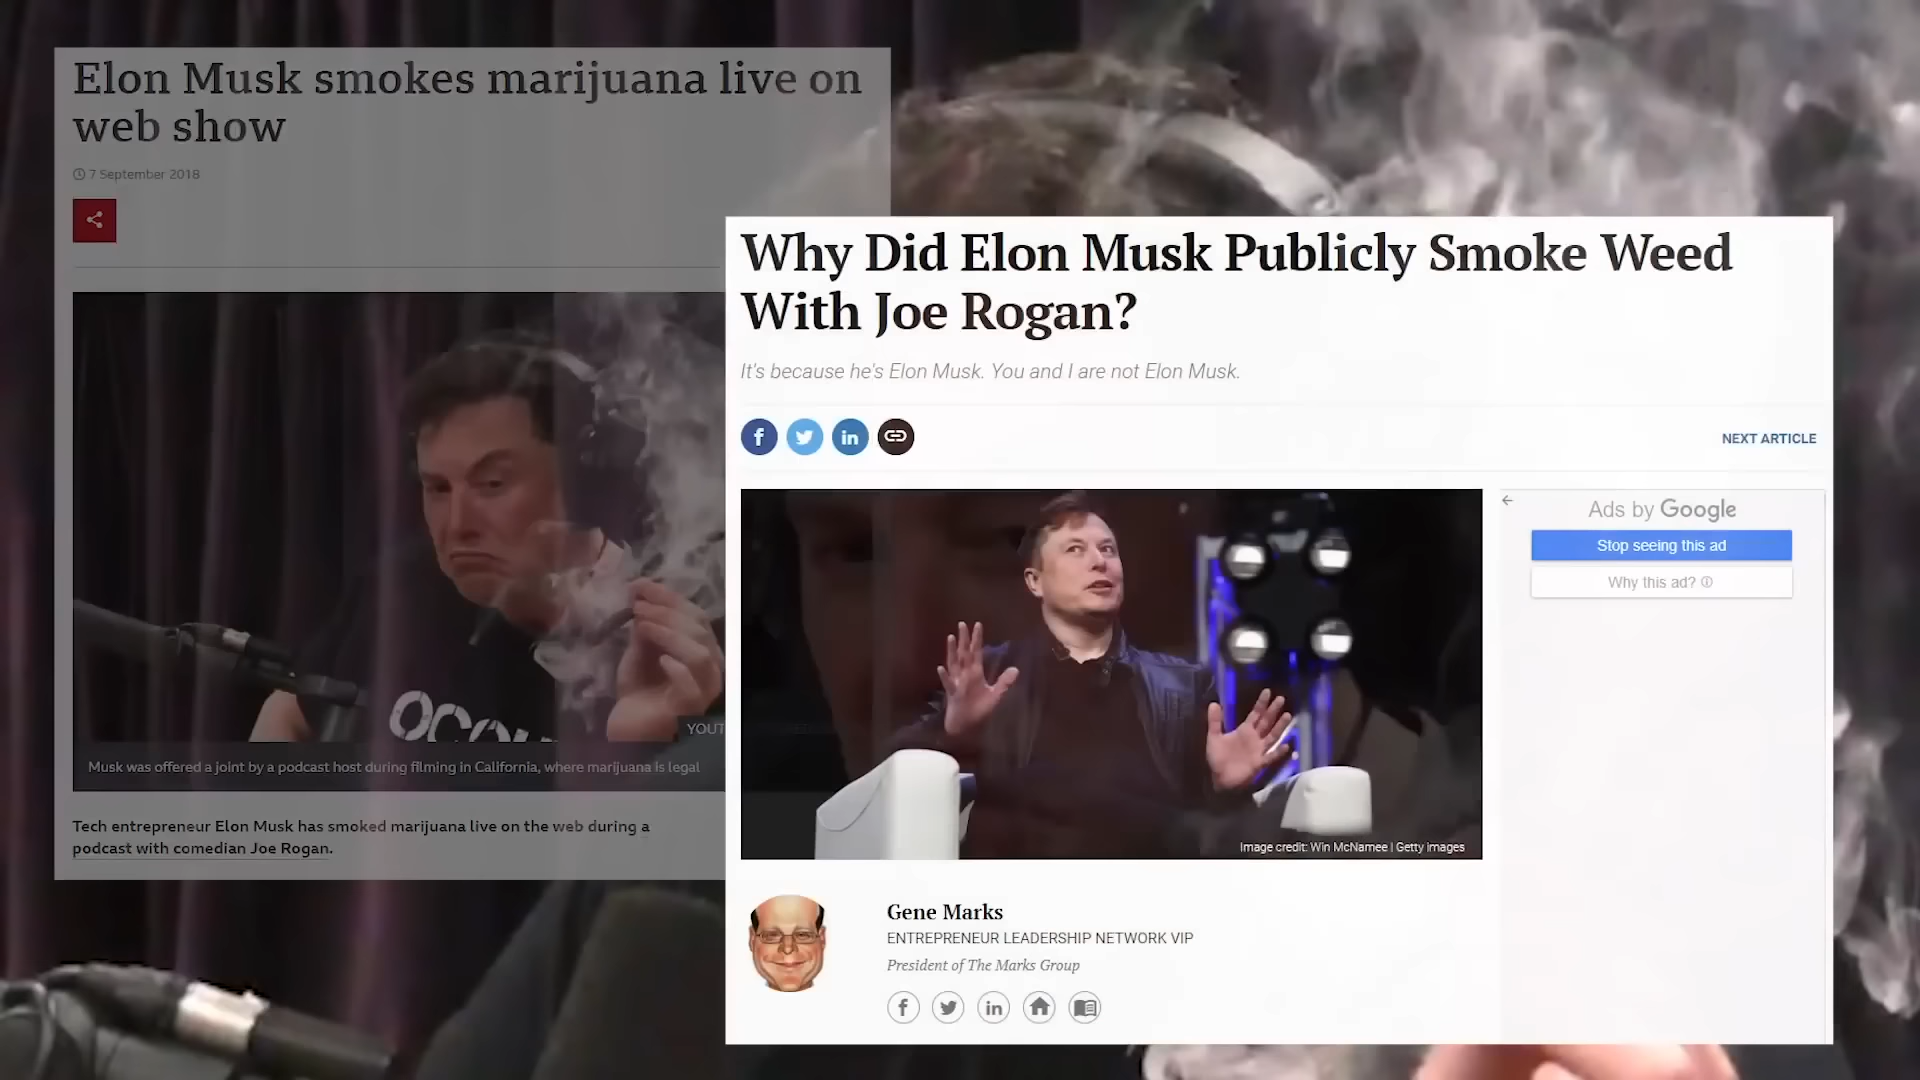 Elon Musk smokes marijuana live on
web show
7 September 2018
YOUT
Musk was offered a joint by a podcast host during filming in California, where marijuana is legal
Tech entrepreneur Elon Musk has smoked marijuana live on the web during a
podcast with comedian Joe Rogan.
Why Did Elon Musk Publicly Smoke Weed
With Joe Rogan?
It's because he's Elon Musk. You and I are not Elon Musk.
NEXT ARTICLE
Ads by Google
Stop seeing this ad
Why this ad?
Image credit: Win McNamee | Getty Images
Gene Marks
ENTREPRENEUR LEADERSHIP NETWORK VIP
President of The Marks Group